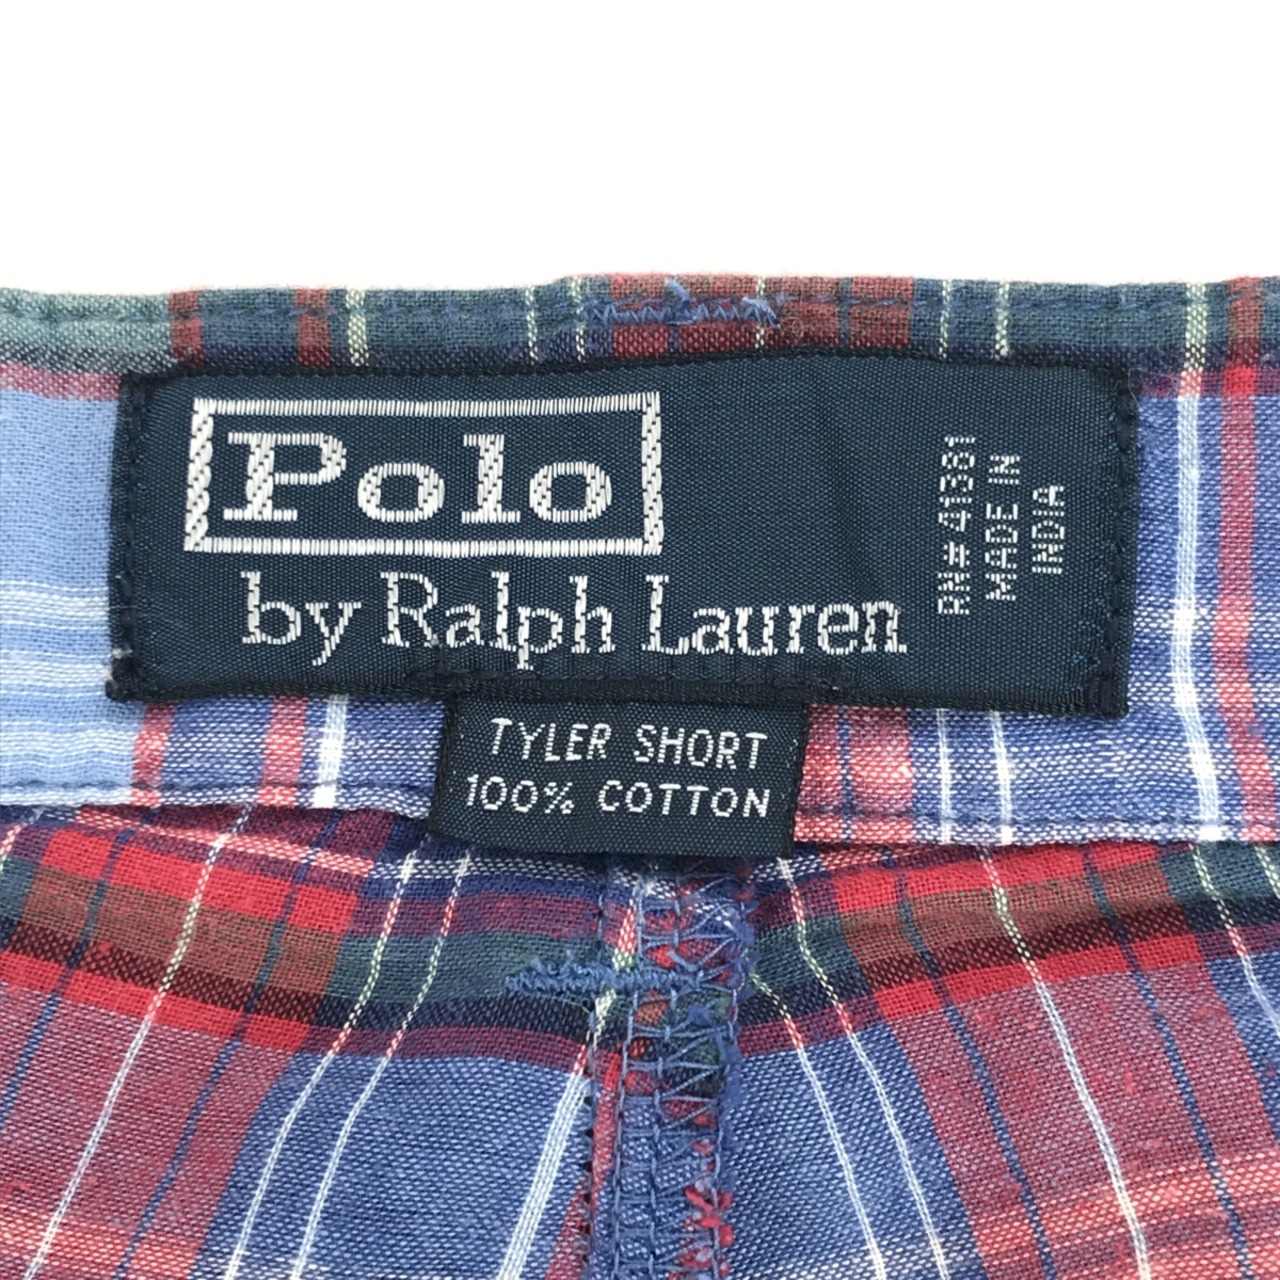 Polo
by Ralph Lauren
RN# 41381
MADE IN
INDIA
TYLER SHORT
100% COTTON